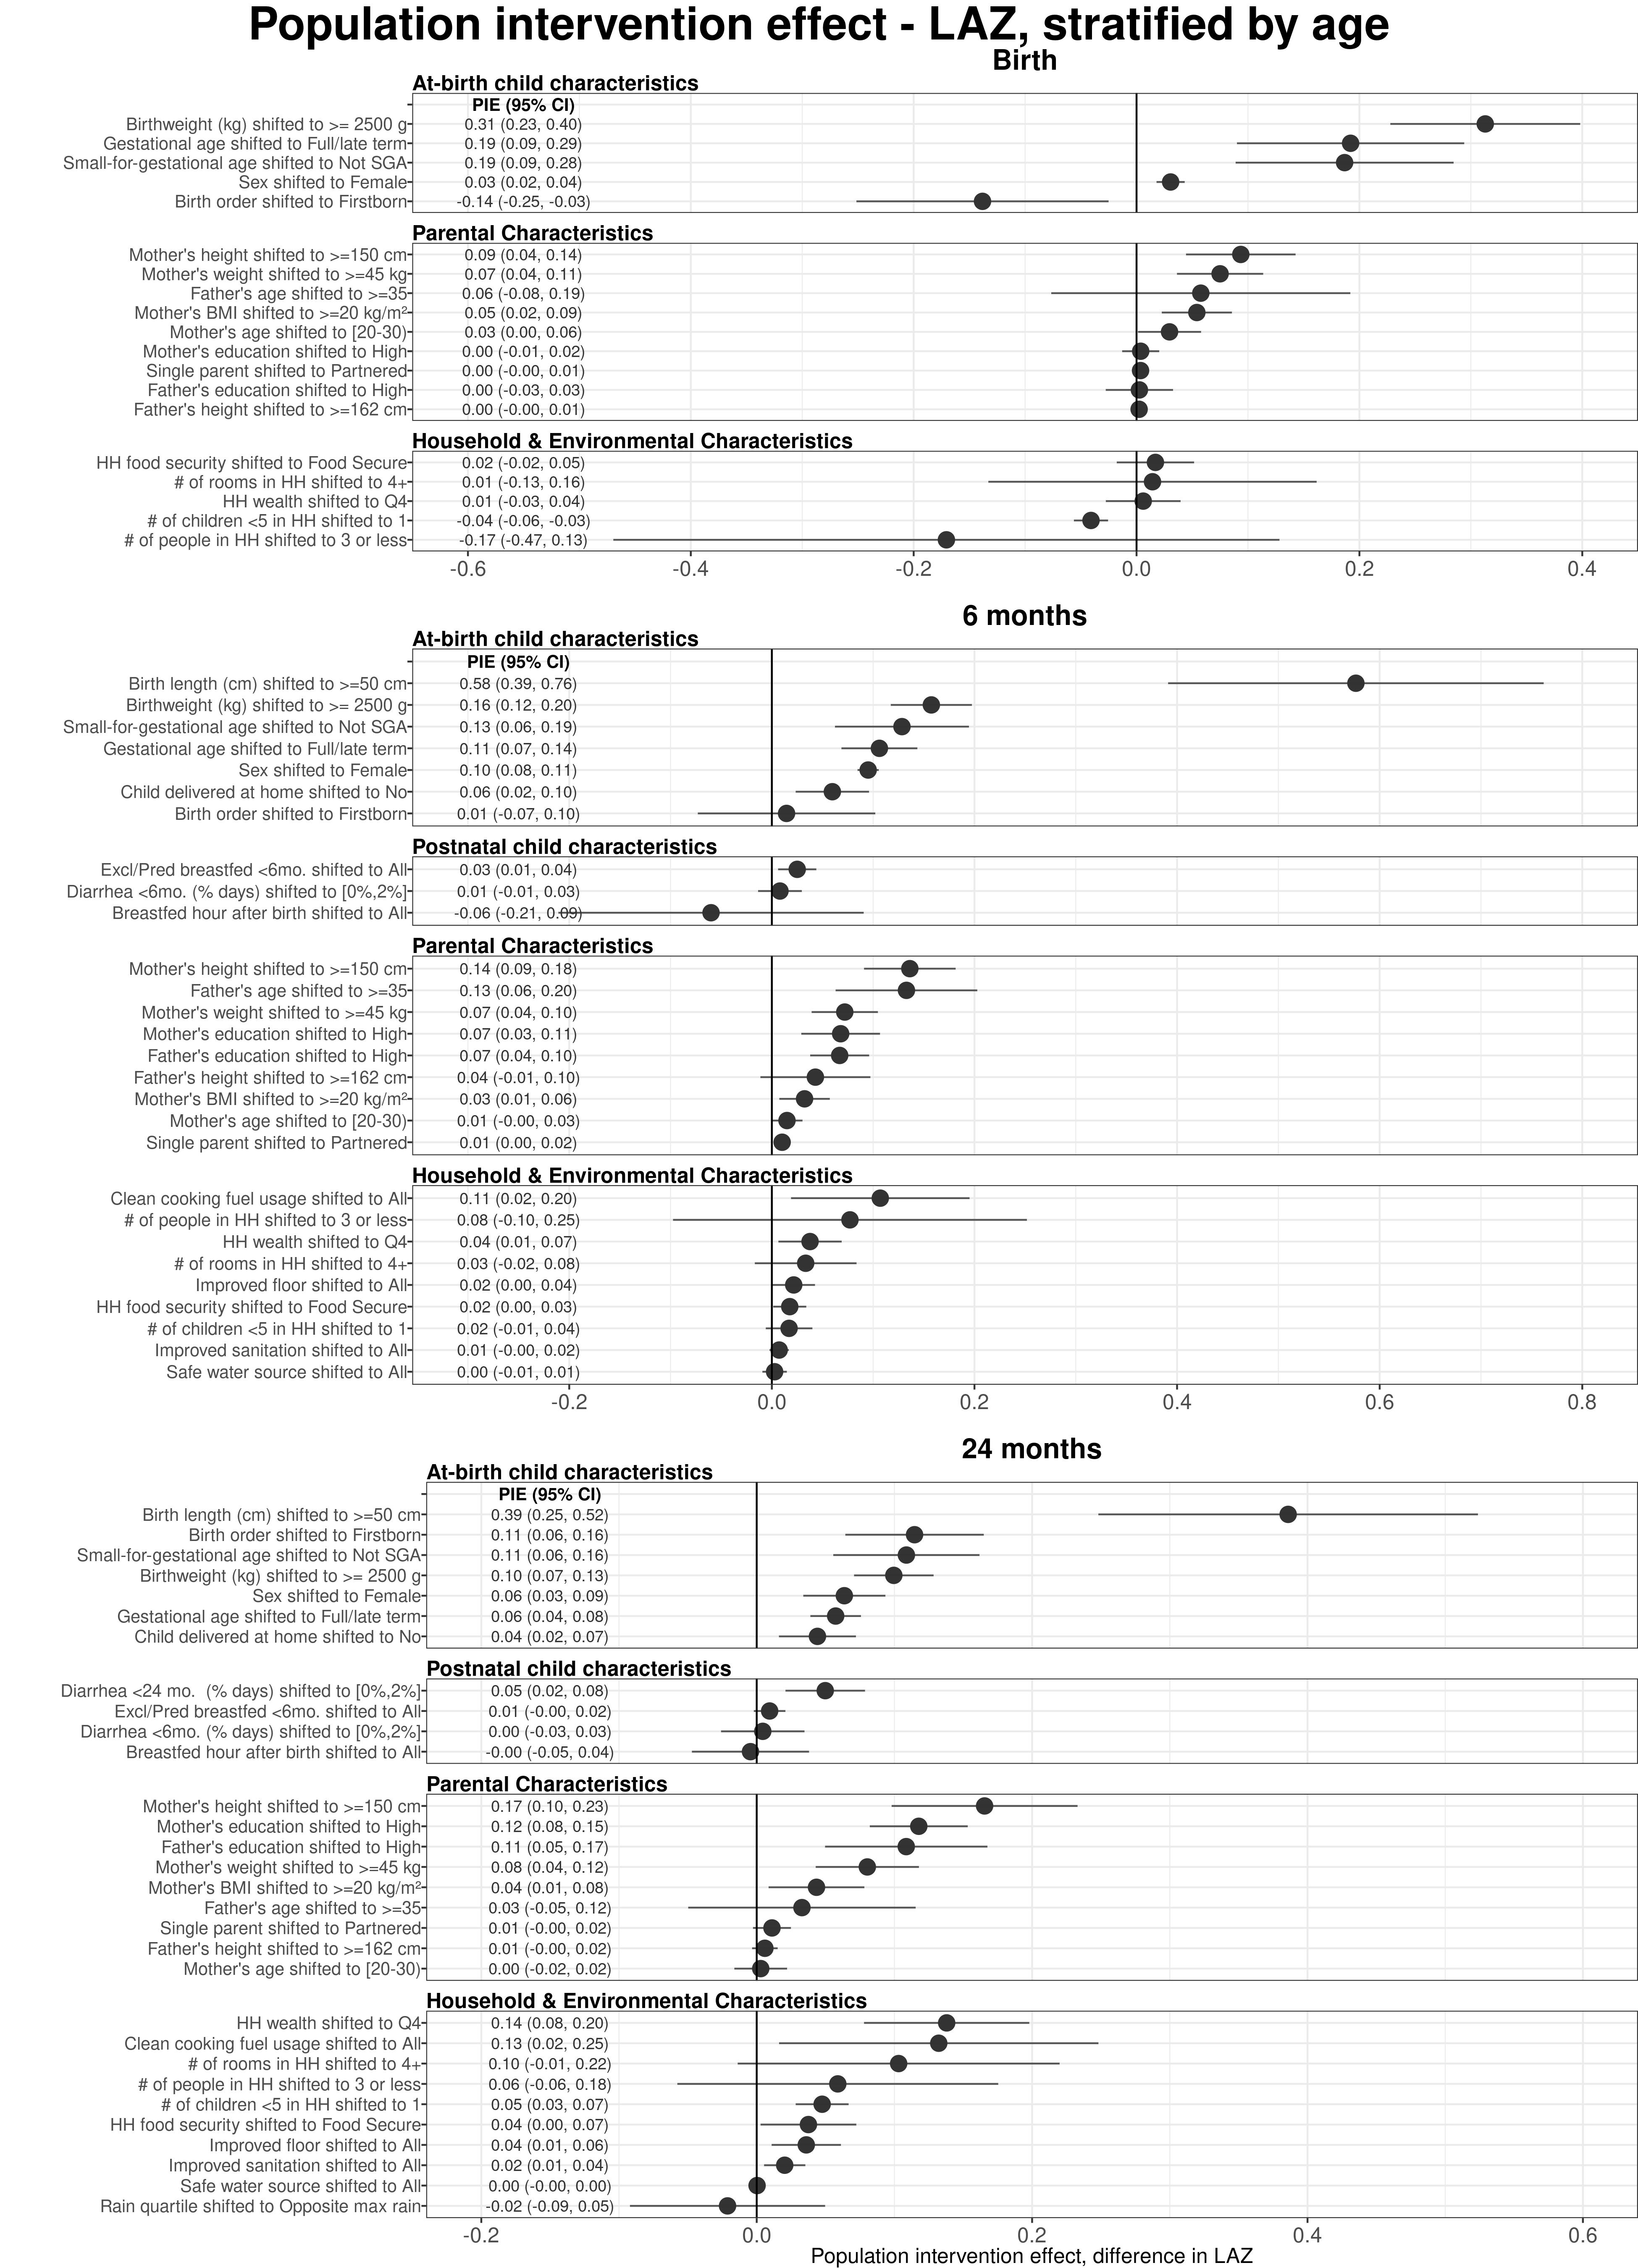 Population intervention effect - LAZ, stratified by age
Birth
At-birth child characteristics
PIE (95% CI)
Birthweight (kg) shifted to >= 2500 g 0.31 (0.23, 0.40)
Gestational age shifted to Full/late term 0.19 (0.09, 0.29)
Small-for-gestational age shifted to Not SGA 0.19 (0.09, 0.28)
Sex shifted to Female 0.03 (0.02, 0.04)
Birth order shifted to Firstborn -0.14 (-0.25, -0.03)
Parental Characteristics
Mother's height shifted to >=150 cm 0.09 (0.04, 0.14)
Mother's weight shifted to >=45 kg 0.07 (0.04, 0.11)
Father's age shifted to >=35 0.06 (-0.08, 0.19)
Mother's BMI shifted to >=20 kg/m² 0.05 (0.02, 0.09)
Mother's age shifted to [20-30) 0.03 (0.00, 0.06)
Mother's education shifted to High 0.00 (-0.01, 0.02)
Single parent shifted to Partnered 0.00 (-0.00, 0.01)
Father's education shifted to High 0.00 (-0.03, 0.03)
Father's height shifted to >=162 cm 0.00 (-0.00, 0.01)
Household & Environmental Characteristics
HH food security shifted to Food Secure 0.02 (-0.02, 0.05)
# of rooms in HH shifted to 4+ 0.01 (-0.13, 0.16)
HH wealth shifted to Q4 0.01 (-0.03, 0.04)
# of children <5 in HH shifted to 1 -0.04 (-0.06, -0.03)
# of people in HH shifted to 3 or less -0.17 (-0.47, 0.13)
-0.6 -0.4 -0.2 0.0 0.2 0.4
6 months
At-birth child characteristics
PIE (95% CI)
Birth length (cm) shifted to >=50 cm 0.58 (0.39, 0.76)
Birthweight (kg) shifted to >= 2500 g 0.16 (0.12, 0.20)
Small-for-gestational age shifted to Not SGA 0.13 (0.06, 0.19)
Gestational age shifted to Full/late term 0.11 (0.07, 0.14)
Sex shifted to Female 0.10 (0.08, 0.11)
Child delivered at home shifted to No 0.06 (0.02, 0.10)
Birth order shifted to Firstborn 0.01 (-0.07, 0.10)
Postnatal child characteristics
Excl/Pred breastfed <6mo. shifted to All 0.03 (0.01, 0.04)
Diarrhea <6mo. (% days) shifted to [0%,2%] 0.01 (-0.01, 0.03)
Breastfed hour after birth shifted to All -0.06 (-0.21, 0.09)
Parental Characteristics
Mother's height shifted to >=150 cm 0.14 (0.09, 0.18)
Father's age shifted to >=35 0.13 (0.06, 0.20)
Mother's weight shifted to >=45 kg 0.07 (0.04, 0.10)
Mother's education shifted to High 0.07 (0.03, 0.11)
Father's education shifted to High 0.07 (0.04, 0.10)
Father's height shifted to >=162 cm 0.04 (-0.01, 0.10)
Mother's BMI shifted to >=20 kg/m² 0.03 (0.01, 0.06)
Mother's age shifted to [20-30) 0.01 (-0.00, 0.03)
Single parent shifted to Partnered 0.01 (0.00, 0.02)
Household & Environmental Characteristics
Clean cooking fuel usage shifted to All 0.11 (0.02, 0.20)
# of people in HH shifted to 3 or less 0.08 (-0.10, 0.25)
HH wealth shifted to Q4 0.04 (0.01, 0.07)
# of rooms in HH shifted to 4+ 0.03 (-0.02, 0.08)
Improved floor shifted to All 0.02 (0.00, 0.04)
HH food security shifted to Food Secure 0.02 (0.00, 0.03)
# of children <5 in HH shifted to 1 0.02 (-0.01, 0.04)
Improved sanitation shifted to All 0.01 (-0.00, 0.02)
Safe water source shifted to All 0.00 (-0.01, 0.01)
-0.2 0.0 0.2 0.4 0.6 0.8
24 months
At-birth child characteristics
PIE (95% CI)
Birth length (cm) shifted to >=50 cm 0.39 (0.25, 0.52)
Birth order shifted to Firstborn 0.11 (0.06, 0.16)
Small-for-gestational age shifted to Not SGA 0.11 (0.06, 0.16)
Birthweight (kg) shifted to >= 2500 g 0.10 (0.07, 0.13)
Sex shifted to Female 0.06 (0.03, 0.09)
Gestational age shifted to Full/late term 0.06 (0.04, 0.08)
Child delivered at home shifted to No 0.04 (0.02, 0.07)
Postnatal child characteristics
Diarrhea <24 mo. (% days) shifted to [0%,2%] 0.05 (0.02, 0.08)
Excl/Pred breastfed <6mo. shifted to All 0.01 (-0.00, 0.02)
Diarrhea <6mo. (% days) shifted to [0%,2%] 0.00 (-0.03, 0.03)
Breastfed hour after birth shifted to All -0.00 (-0.05, 0.04)
Parental Characteristics
Mother's height shifted to >=150 cm 0.17 (0.10, 0.23)
Mother's education shifted to High 0.12 (0.08, 0.15)
Father's education shifted to High 0.11 (0.05, 0.17)
Mother's weight shifted to >=45 kg 0.08 (0.04, 0.12)
Mother's BMI shifted to >=20 kg/m² 0.04 (0.01, 0.08)
Father's age shifted to >=35 0.03 (-0.05, 0.12)
Single parent shifted to Partnered 0.01 (-0.00, 0.02)
Father's height shifted to >=162 cm 0.01 (-0.00, 0.02)
Mother's age shifted to [20-30) 0.00 (-0.02, 0.02)
Household & Environmental Characteristics
HH wealth shifted to Q4 0.14 (0.08, 0.20)
Clean cooking fuel usage shifted to All 0.13 (0.02, 0.25)
# of rooms in HH shifted to 4+ 0.10 (-0.01, 0.22)
# of people in HH shifted to 3 or less 0.06 (-0.06, 0.18)
# of children <5 in HH shifted to 1 0.05 (0.03, 0.07)
HH food security shifted to Food Secure 0.04 (0.00, 0.07)
Improved floor shifted to All 0.04 (0.01, 0.06)
Improved sanitation shifted to All 0.02 (0.01, 0.04)
Safe water source shifted to All 0.00 (-0.00, 0.00)
Rain quartile shifted to Opposite max rain -0.02 (-0.09, 0.05)
-0.2 0.0 0.2 0.4 0.6
Population intervention effect, difference in LAZ